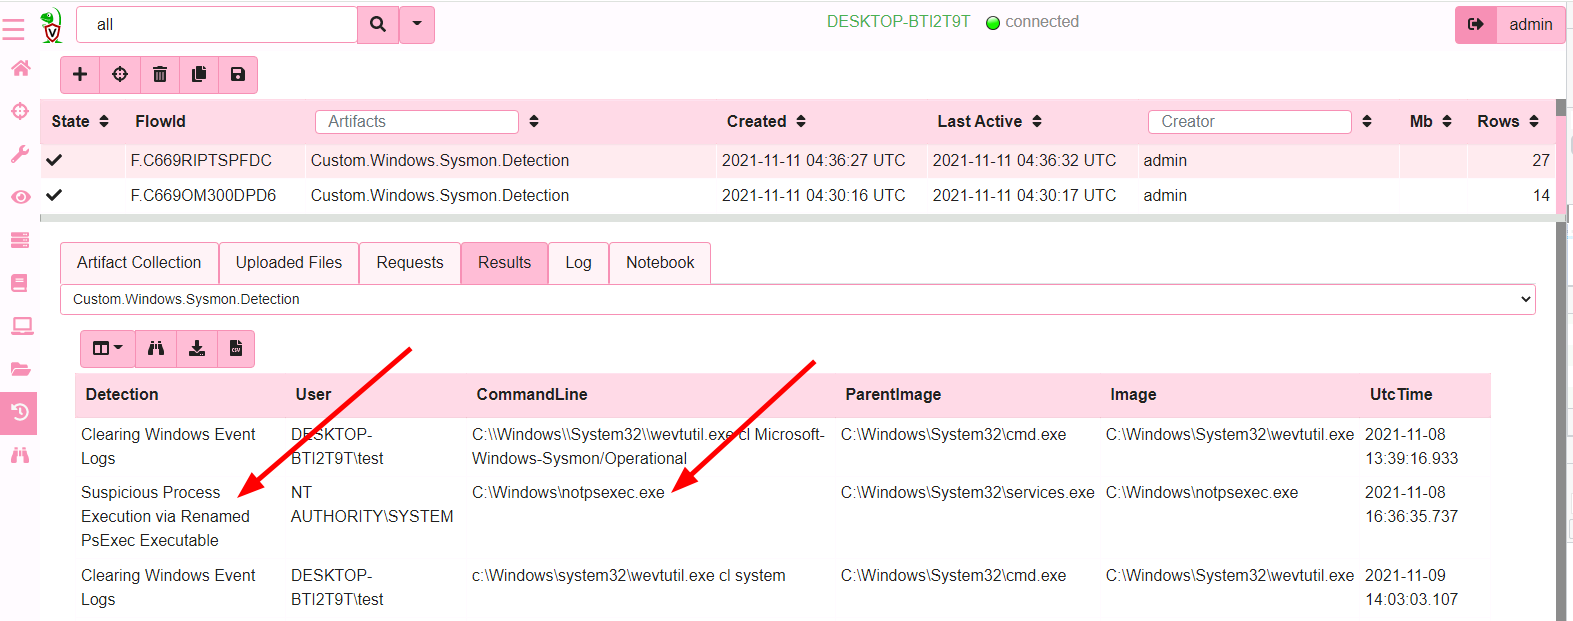 all
DESKTOP-BTI2T9T connected
admin
State FlowId Artifacts Created Last Active Creator Mb Rows
F.C669RIPTSPFDC Custom.Windows.Sysmon.Detection 2021-11-11 04:36:27 UTC 2021-11-11 04:36:32 UTC admin 27
F.C669OM300DPD6 Custom.Windows.Sysmon.Detection 2021-11-11 04:30:16 UTC 2021-11-11 04:30:17 UTC admin 14
Artifact Collection Uploaded Files Requests Results Log Notebook
Custom.Windows.Sysmon.Detection
Detection User CommandLine ParentImage Image UtcTime
Clearing Windows Event DESKTOP- C:\\Windows\\System32\\wevtutil.exe cl Microsoft- C:\Windows\System32\cmd.exe C:\Windows\System32\wevtutil.exe 2021-11-08
Logs BTI2T9T\test Windows-Sysmon/Operational 13:39:16.933
Suspicious Process NT C:\Windows\notpsexec.exe C:\Windows\System32\services.exe C:\Windows\notpsexec.exe 2021-11-08
Execution via Renamed AUTHORITY\SYSTEM 16:36:35.737
PsExec Executable
Clearing Windows Event DESKTOP- c:\Windows\system32\wevtutil.exe cl system C:\Windows\System32\cmd.exe C:\Windows\System32\wevtutil.exe 2021-11-09
Logs BTI2T9T\test 14:03:03.107